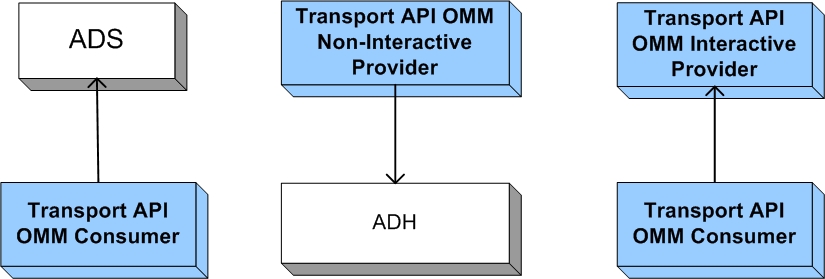 ADS
Transport API OMM
Non-Interactive
Provider
Transport API
OMM Interactive
Provider
Transport API
OMM Consumer
ADH
Transport API
OMM Consumer